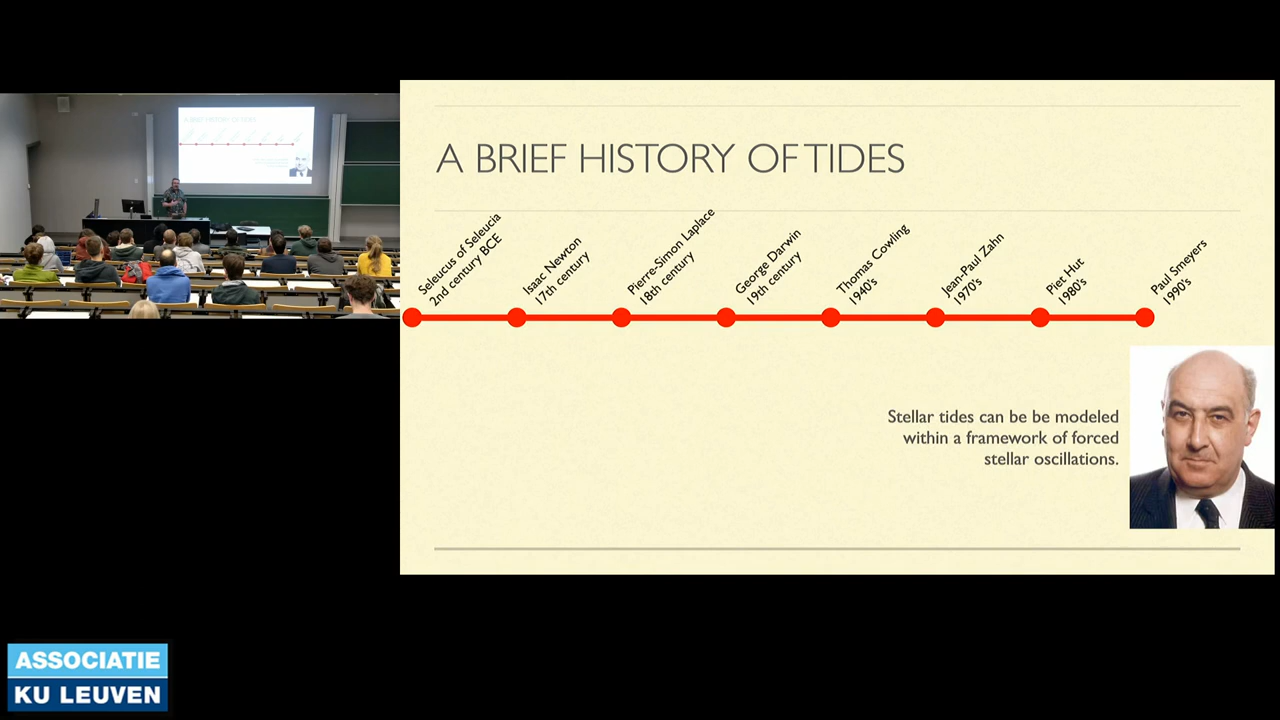 A BRIEF HISTORY OF TIDES
Seleucus of Seleucia
2nd century BCE
Isaac Newton
17th century
Pierre-Simon Laplace
18th century
George Darwin
19th century
Thomas Cowling
1940's
Jean-Paul Zahn
1970's
Piet Hut
1980's
Paul Smeyers
1990's
Stellar tides can be be modeled
within a framework of forced
stellar oscillations.
ASSOCIATIE
KU LEUVEN